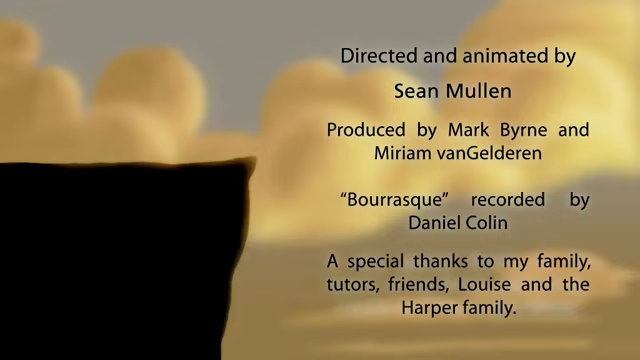 Directed and animated by
Sean Mullen
Produced by Mark Byrne and
Miriam vanGelderen
“Bourrasque” recorded by
Daniel Colin
A special thanks to my family,
tutors, friends, Louise and the
Harper family.